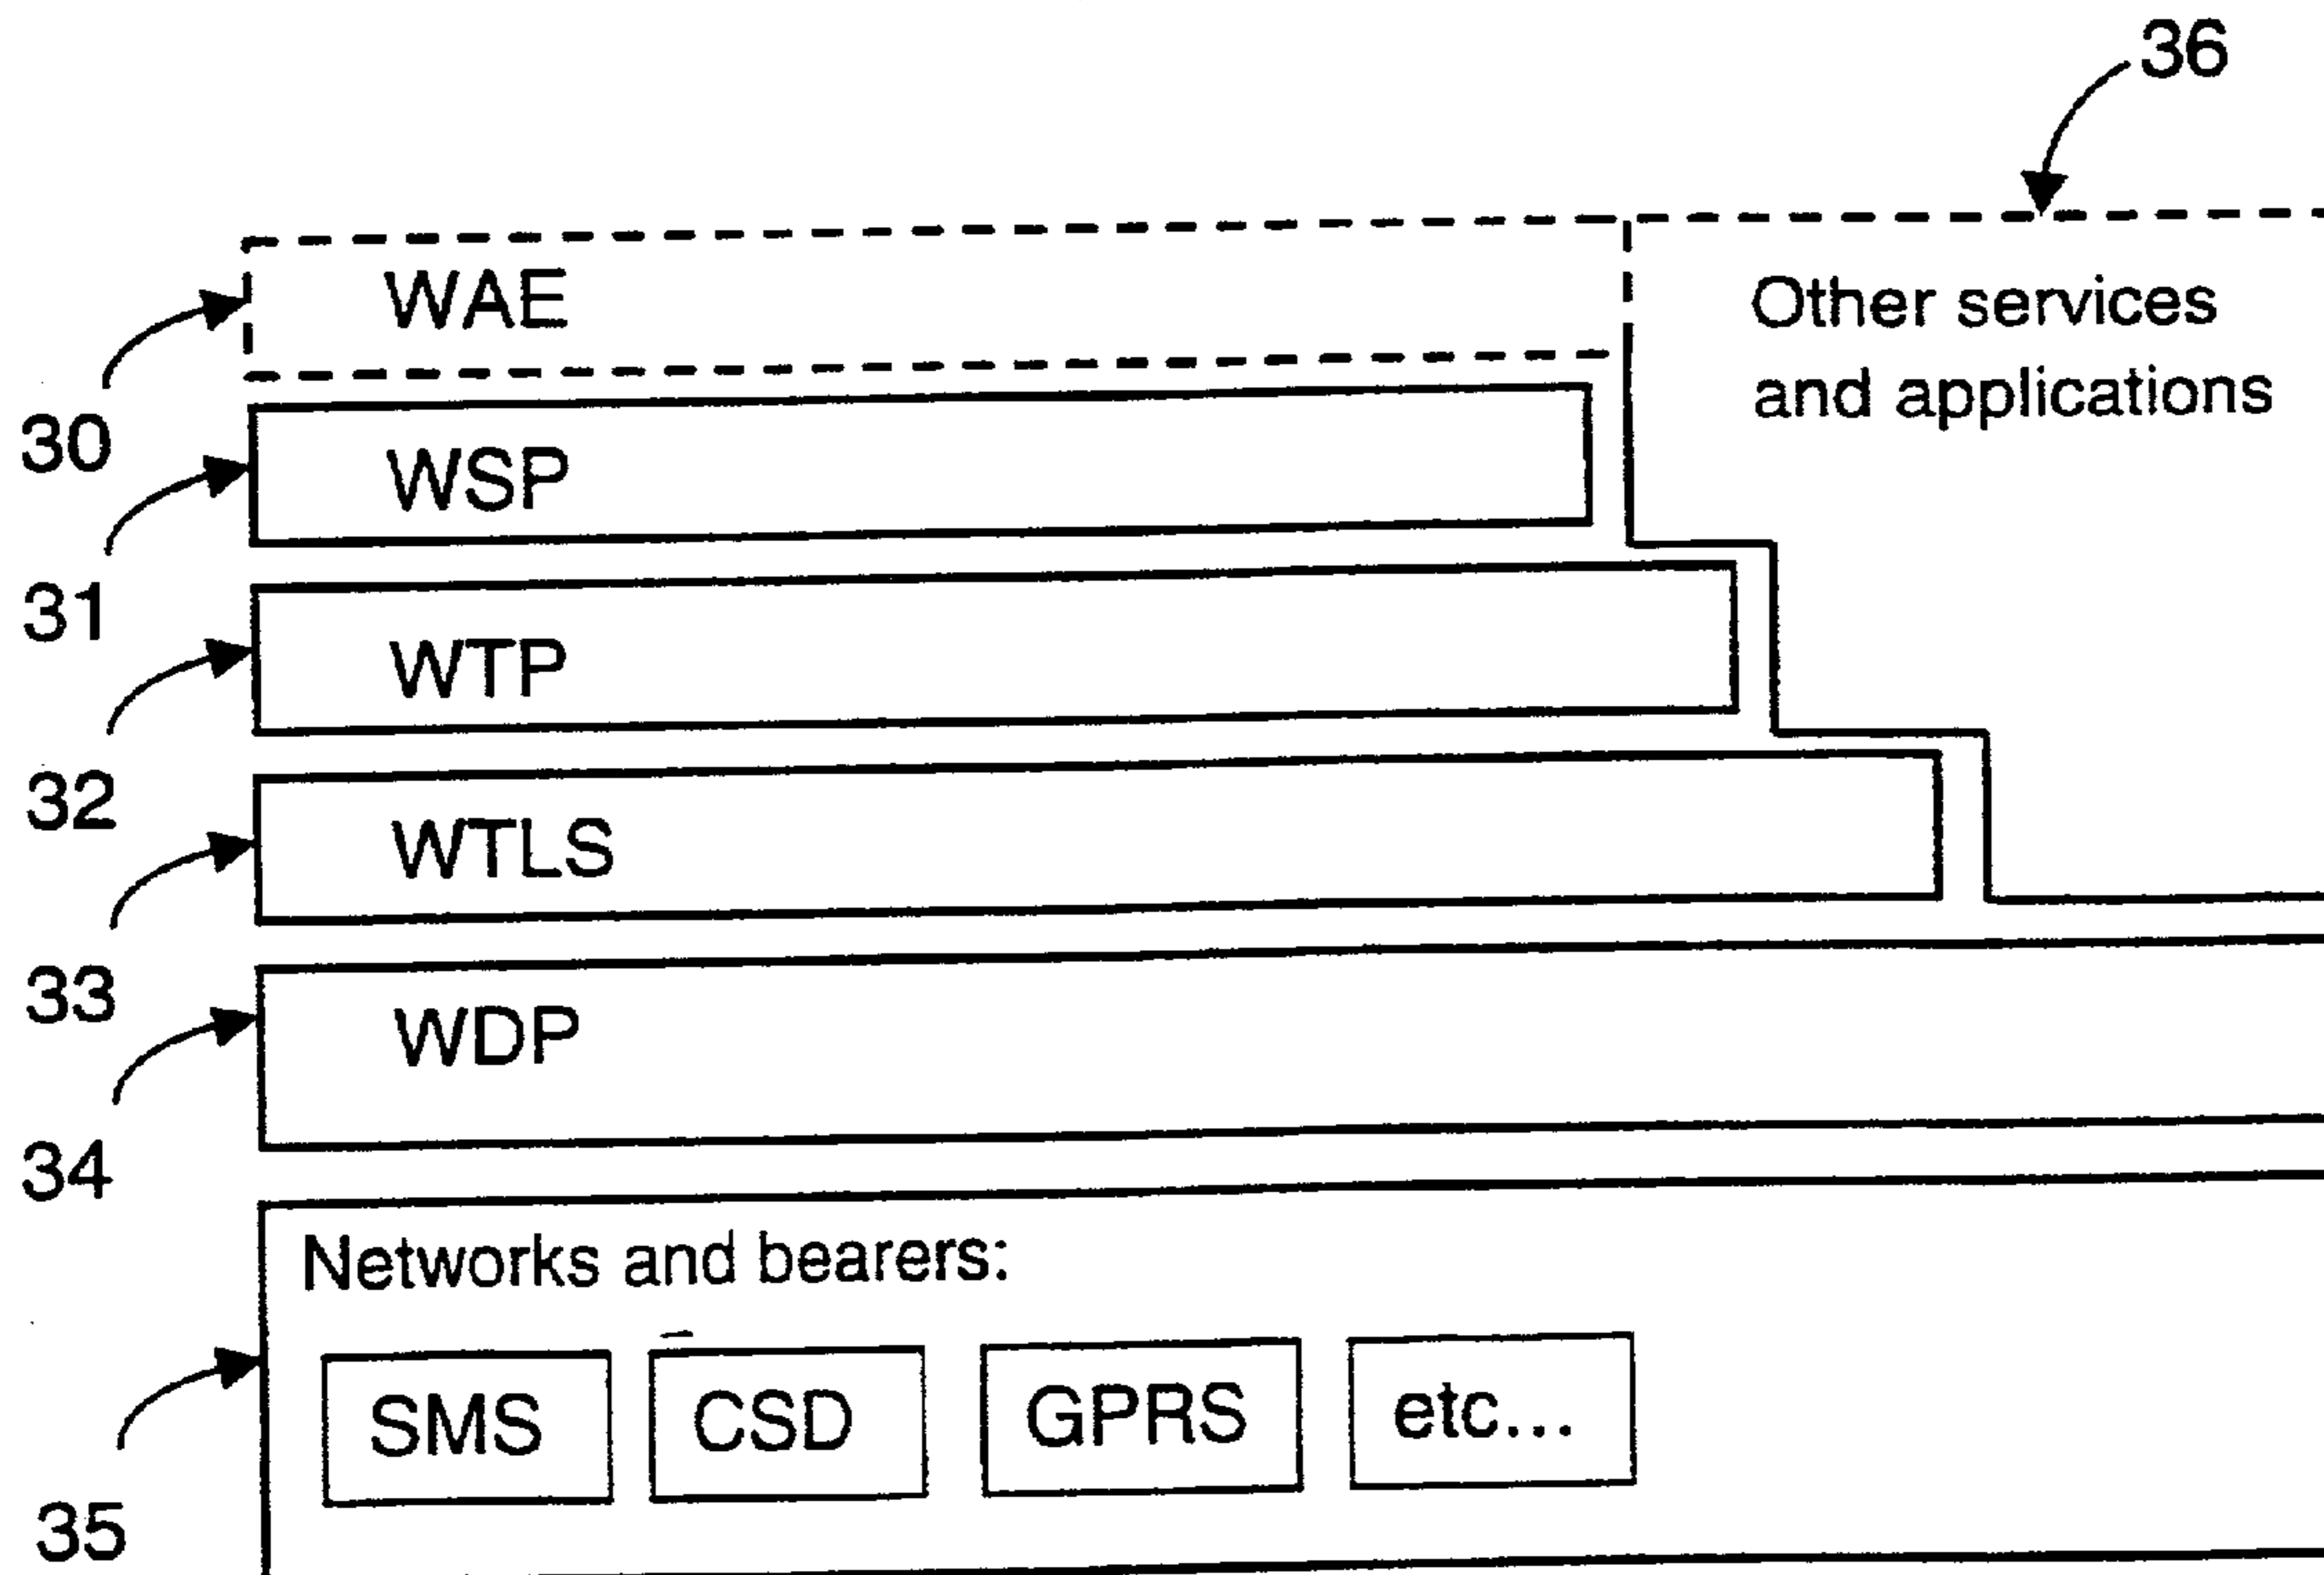 36
WAE
Other services
and applications
30
WSP
31
WTP
32
WTLS
33
WDP
34
Networks and bearers:
SMS CSD GPRS etc...
35